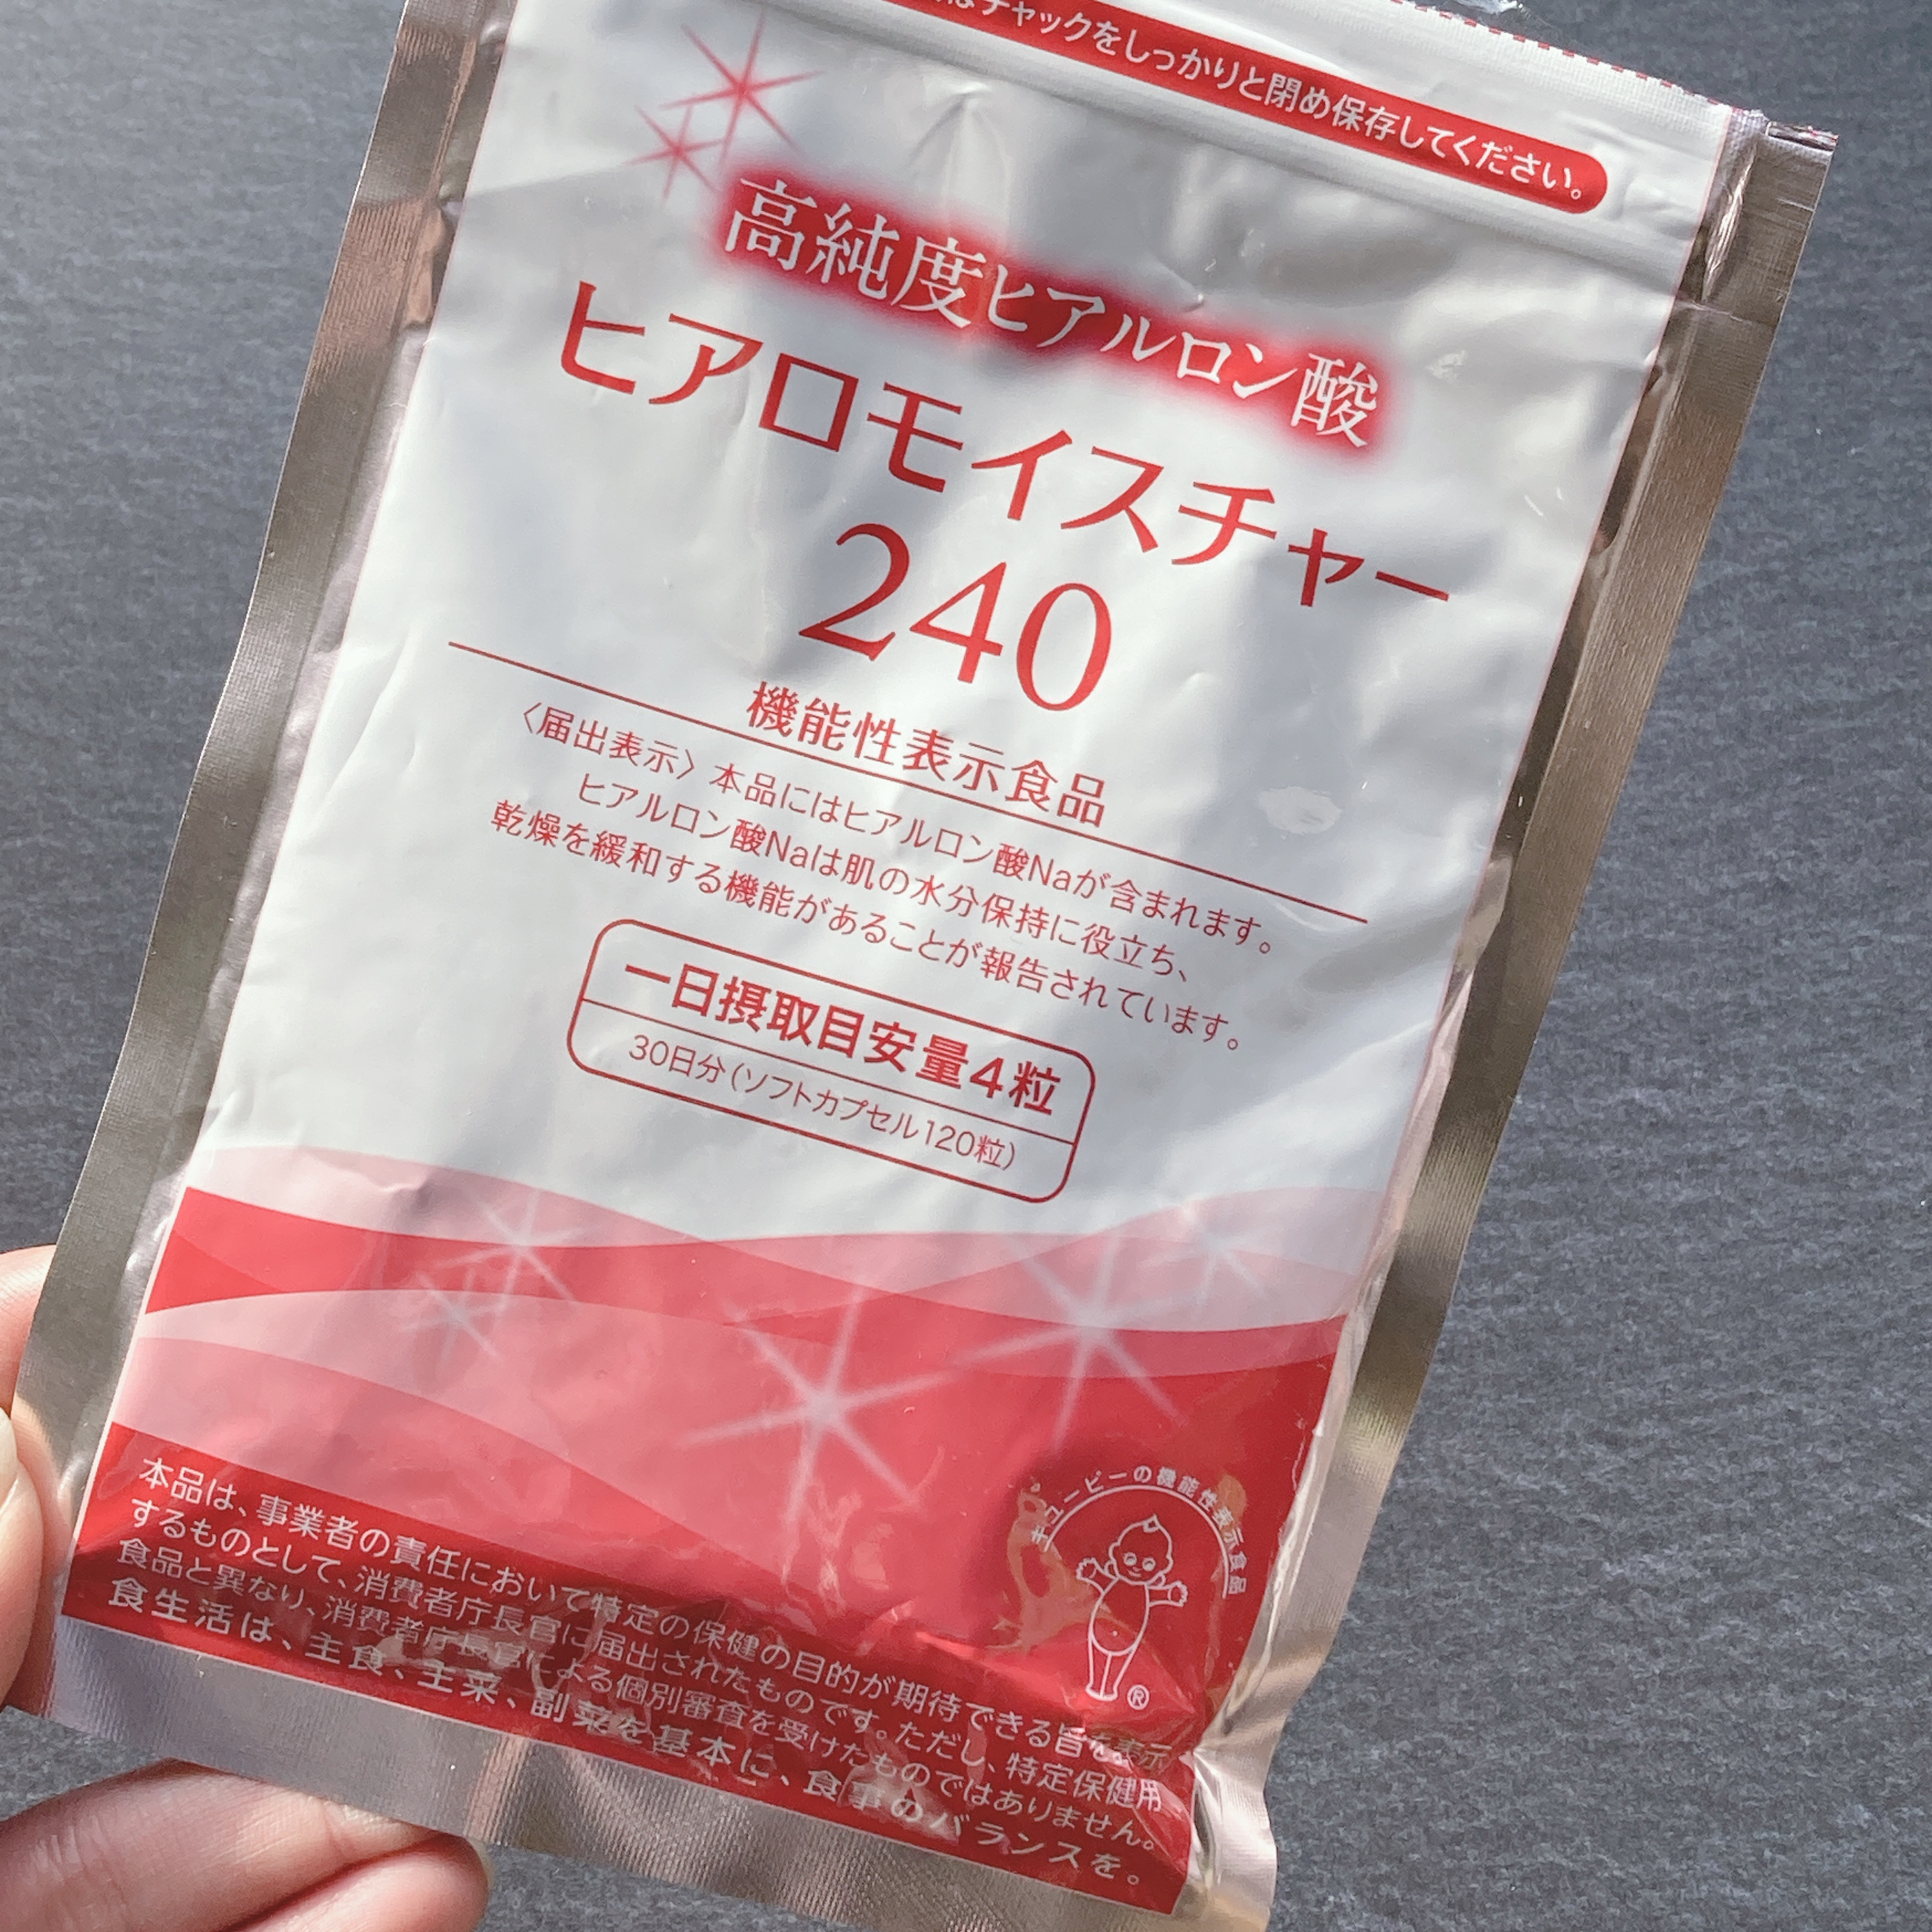 はチャックをしっかりと閉め保存してください。
高純度ヒアルロン酸
ヒアロモイスチャー
240
機能性表示食品
〈届出表示〉本品にはヒアルロン酸Naが含まれます。
ヒアルロン酸Naは肌の水分保持に役立ち、
乾燥を緩和する機能があることが報告されています。
一日摂取目安量4粒
30日分(ソフトカプセル120粒)
キユーピーの機能性表示食品
®
本品は、事業者の責任において特定の保健の目的が期待できる旨を表示
するものとして、消費者庁長官に届出されたものです。ただし、特定保健用
食品と異なり、消費者庁長官による個別審査を受けたものではありません。
食生活は、主食、主菜、副菜を基本に、食事のバランスを。